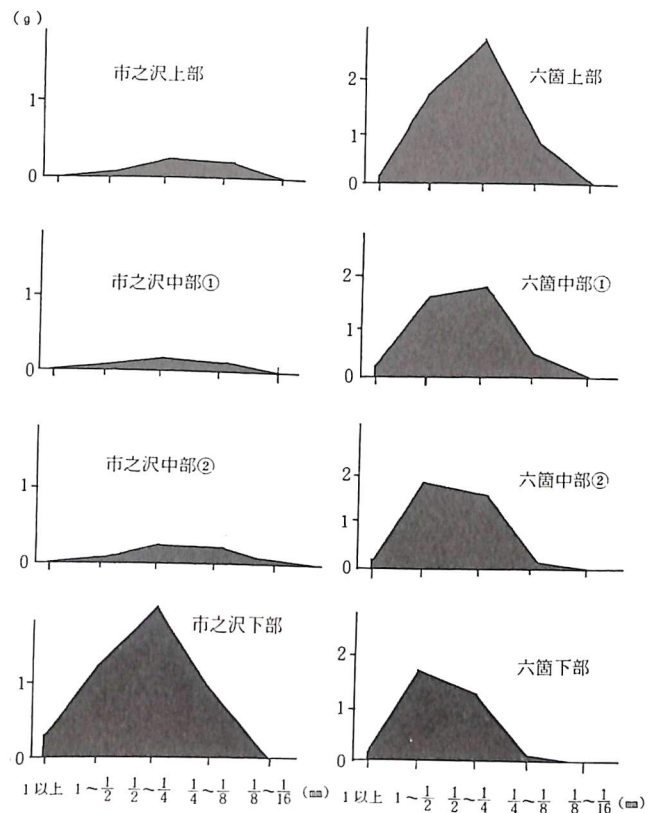 (g)
1
0
市之沢上部
2
1
0
六箇上部
1
0
市之沢中部①
2
1
0
六箇中部①
1
0
市之沢中部②
2
1
0
六箇中部②
1
0
市之沢下部
2
1
0
六箇下部
1以上 1~1/2 1/2~1/4 1/4~1/8 1/8~1/16 (㎜)
1以上 1~1/2 1/2~1/4 1/4~1/8 1/8~1/16 (㎜)